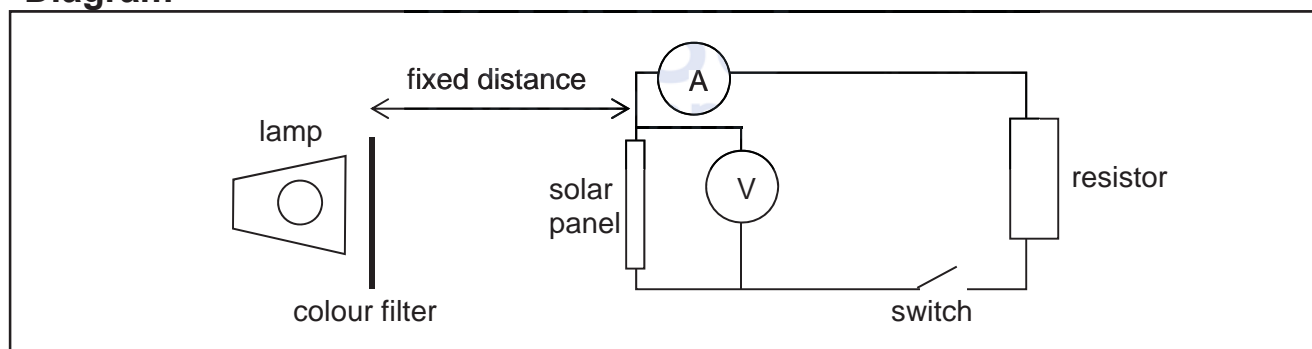 Diagram
fixed distance
A
lamp
solar
panel
V
resistor
colour filter
switch